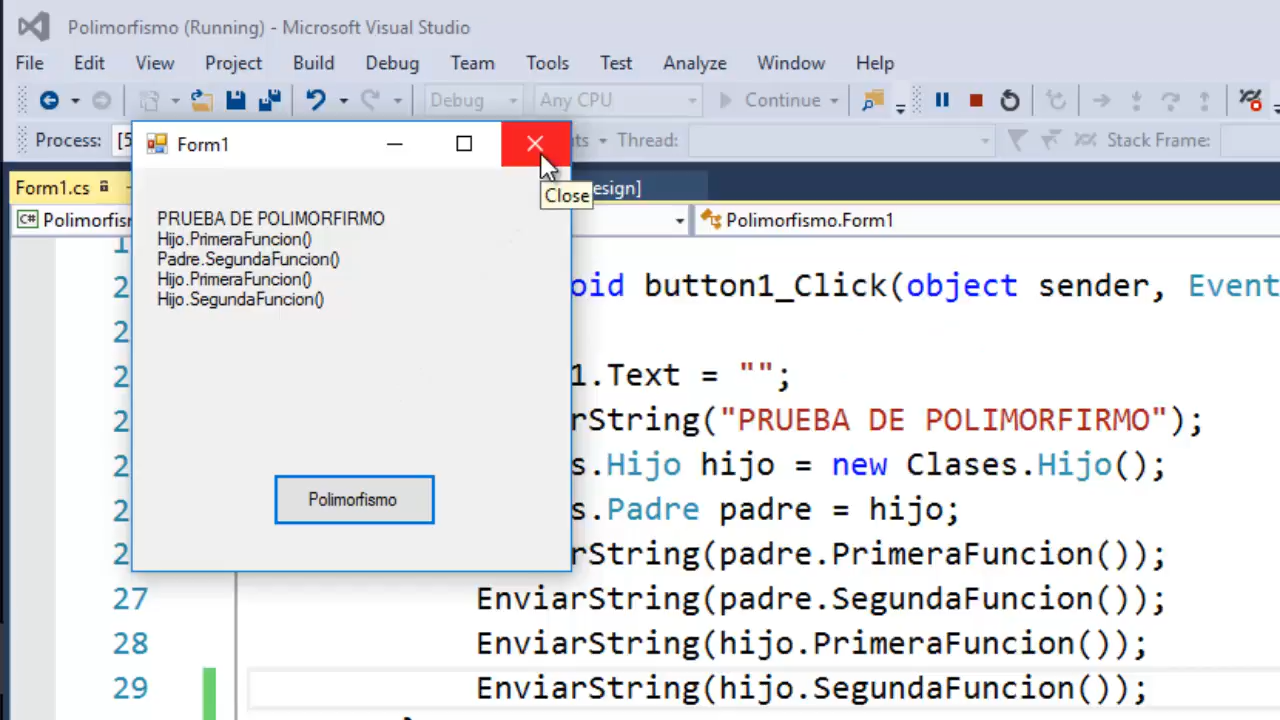 Polimorfismo (Running) - Microsoft Visual Studio
File Edit View Project Build Debug Team Tools Test Analyze Window Help
Debug Any CPU Continue
Process: [5 Thread: Stack Frame:
Form1
Close
Form1.cs
Polimorfism Polimorfismo.Form1
PRUEBA DE POLIMORFIRMO
Hijo.PrimeraFuncion()
Padre.SegundaFuncion()
Hijo.PrimeraFuncion()
Hijo.SegundaFuncion()
Polimorfismo
oid button1_Click(object sender, Event
1.Text = "";
rString("PRUEBA DE POLIMORFIRMO");
s.Hijo hijo = new Clases.Hijo();
s.Padre padre = hijo;
rString(padre.PrimeraFuncion());
27 EnviarString(padre.SegundaFuncion());
28 EnviarString(hijo.PrimeraFuncion());
29 EnviarString(hijo.SegundaFuncion());